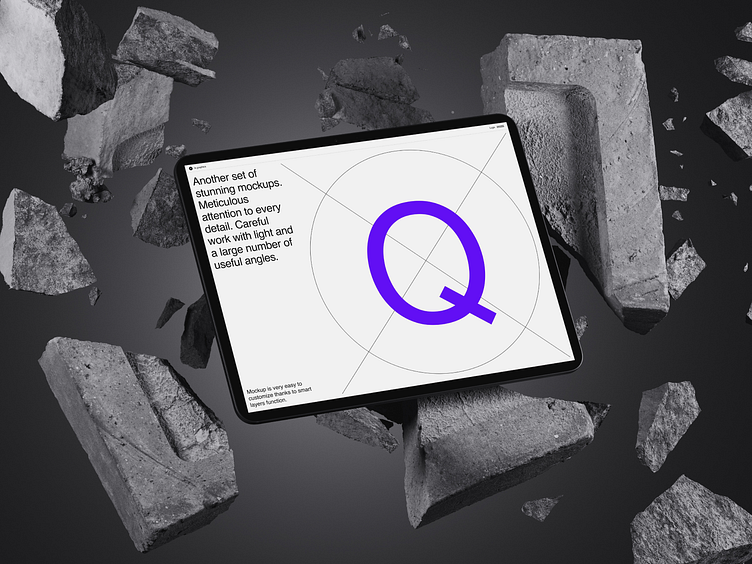 Another set of
stunning mockups.
Meticulous
attention to every
detail. Careful
work with light and
a large number of
useful angles.
Q
Mockup is very easy to
customize thanks to smart
layers function.